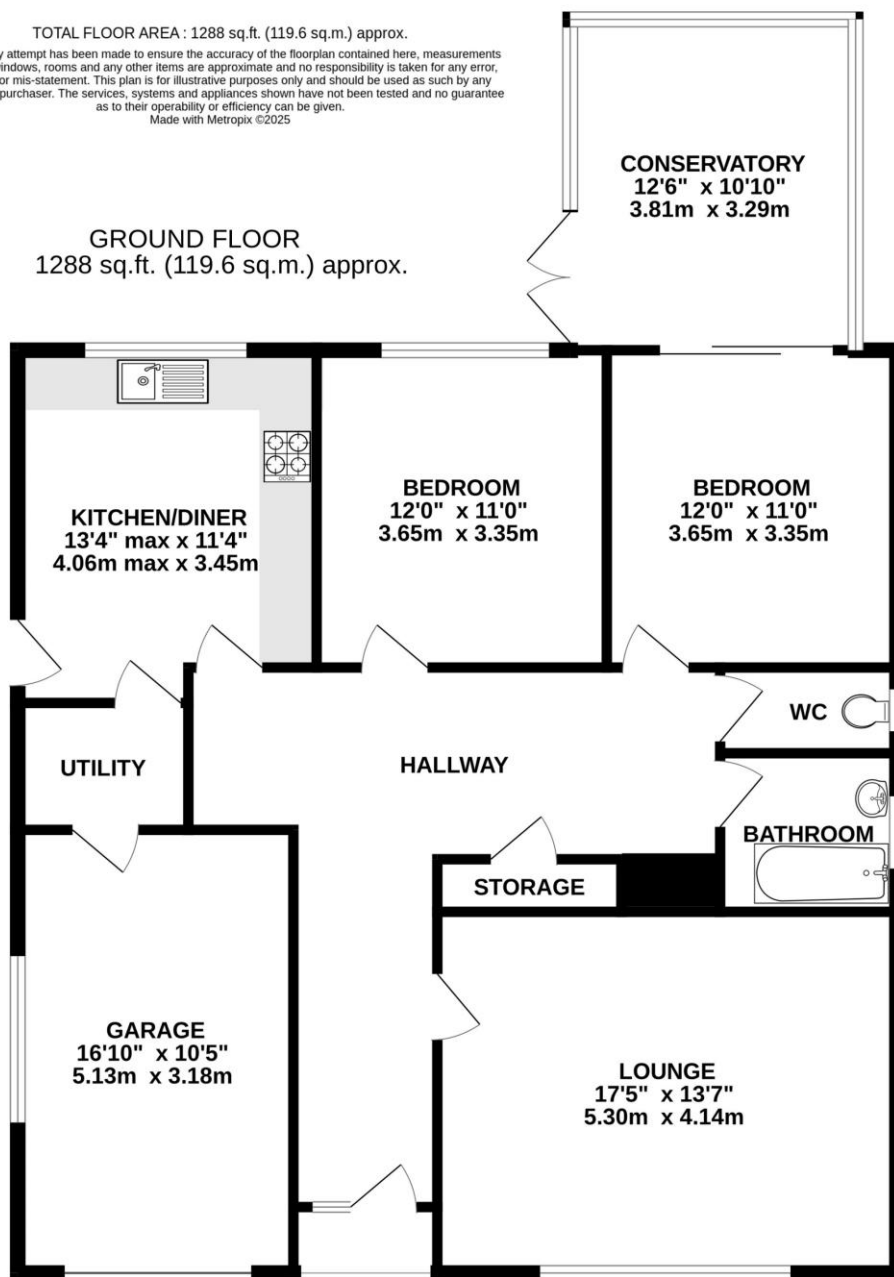 TOTAL FLOOR AREA : 1288 sq.ft. (119.6 sq.m.) approx.
attempt has been made to ensure the accuracy of the floorplan contained here, measurements
rooms and any other items are approximate and no responsibility is taken for any error,
or mis-statement. This plan is for illustrative purposes only and should be used as such by any
purchaser. The services, systems and appliances shown have not been tested and no guarantee
as to their operability or efficiency can be given.
Made with Metropix ©2025
GROUND FLOOR
1288 sq.ft. (119.6 sq.m.) approx.
CONSERVATORY
12'6" x 10'10"
3.81m x 3.29m
KITCHEN/DINER
13'4" max x 11'4"
4.06m max x 3.45m
BEDROOM
12'0" x 11'0"
3.65m x 3.35m
BEDROOM
12'0" x 11'0"
3.65m x 3.35m
WC
UTILITY
HALLWAY
BATHROOM
STORAGE
GARAGE
16'10" x 10'5"
5.13m x 3.18m
LOUNGE
17'5" x 13'7"
5.30m x 4.14m